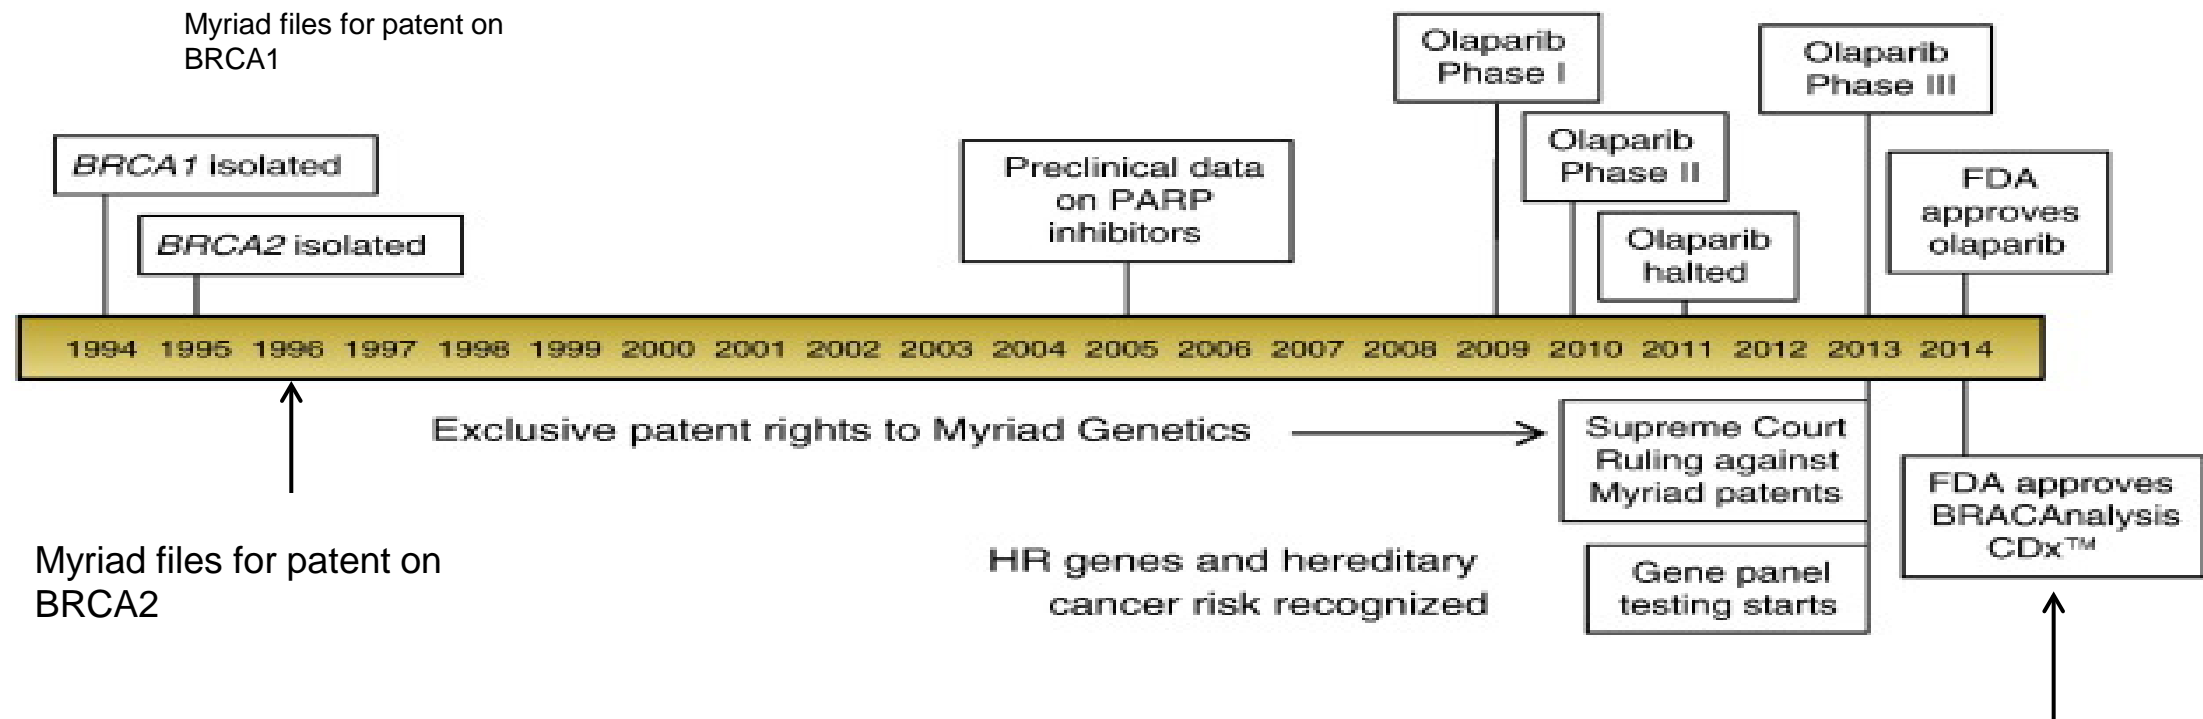 Myriad files for patent on
BRCA1
Olaparib
Phase I
Olaparib
Phase III
Olaparib
Phase II
BRCA1 isolated
Preclinical data
on PARP
inhibitors
FDA
approves
olaparib
BRCA2 isolated
Olaparib
halted
1994 1995 1996 1997 1998 1999 2000 2001 2002 2003 2004 2005 2006 2007 2008 2009 2010 2011 2012 2013 2014
Exclusive patent rights to Myriad Genetics
Supreme Court
Ruling against
Myriad patents
FDA approves
BRACAnalysis
CDx™
Myriad files for patent on
BRCA2
HR genes and hereditary
cancer risk recognized
Gene panel
testing starts